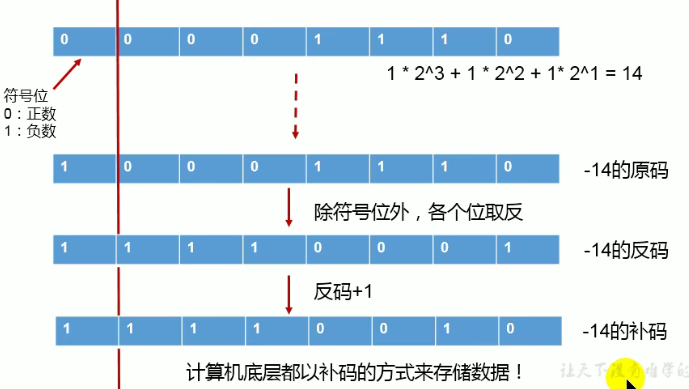 0 0 0 0 1 1 1 0
1 * 2^3 + 1 * 2^2 + 1* 2^1 = 14
符号位
0：正数
1：负数
1 0 0 0 1 1 1 0
-14的原码
除符号位外，各个位取反
1 1 1 1 0 0 0 1
-14的反码
反码+1
1 1 1 1 0 0 1 0
-14的补码
计算机底层都以补码的方式来存储数据！
让天下没有难学的